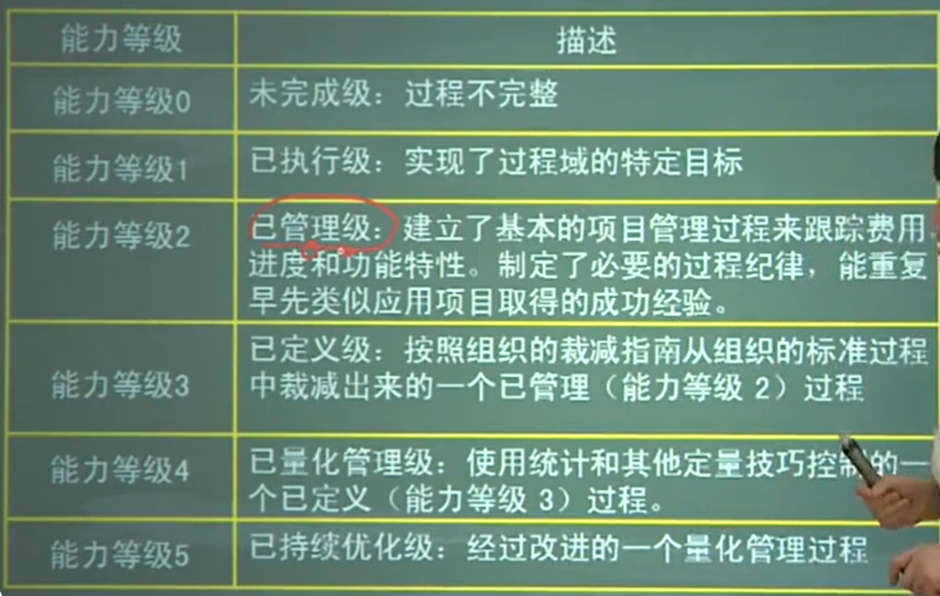 能力等级 描述
能力等级0 未完成级：过程不完整
能力等级1 已执行级：实现了过程域的特定目标
能力等级2 已管理级：建立了基本的项目管理过程来跟踪费用、
进度和功能特性。制定了必要的过程纪律，能重复
早先类似应用项目取得的成功经验。
能力等级3 已定义级：按照组织的裁减指南从组织的标准过程
中裁减出来的一个已管理（能力等级 2）过程
能力等级4 已量化管理级：使用统计和其他定量技巧控制的一
个已定义（能力等级 3）过程。
能力等级5 已持续优化级：经过改进的一个量化管理过程